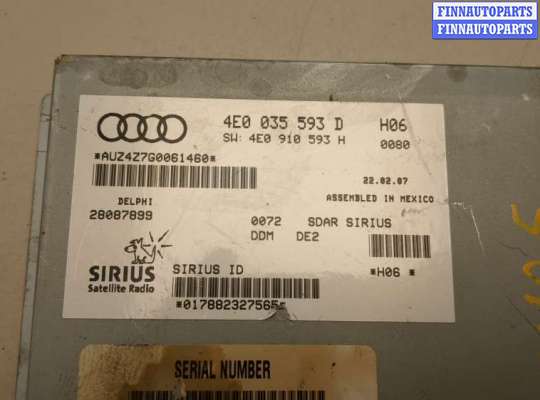 FINNAUTOPARTS
FINNAUTOPARTS
4E0 035 593 D H06
SW: 4E0 910 593 H 0080
*AUZ4Z7G0061460*
22.02.07
DELPHI ASSEMBLED IN MEXICO
28087899
0072 SDAR SIRIUS
DDM DE2
SIRIUS SIRIUS ID *H06 *
Satellite Radio
*017882327565*
SERIAL NUMBER